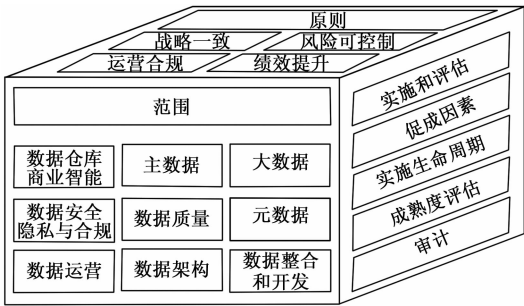 原则
战略一致
风险可控制
运营合规
绩效提升
范围
数据仓库
商业智能
主数据
大数据
数据安全
隐私与合规
数据质量
元数据
数据运营
数据架构
数据整合
和开发
实施和评估
促成因素
实施生命周期
成熟度评估
审计